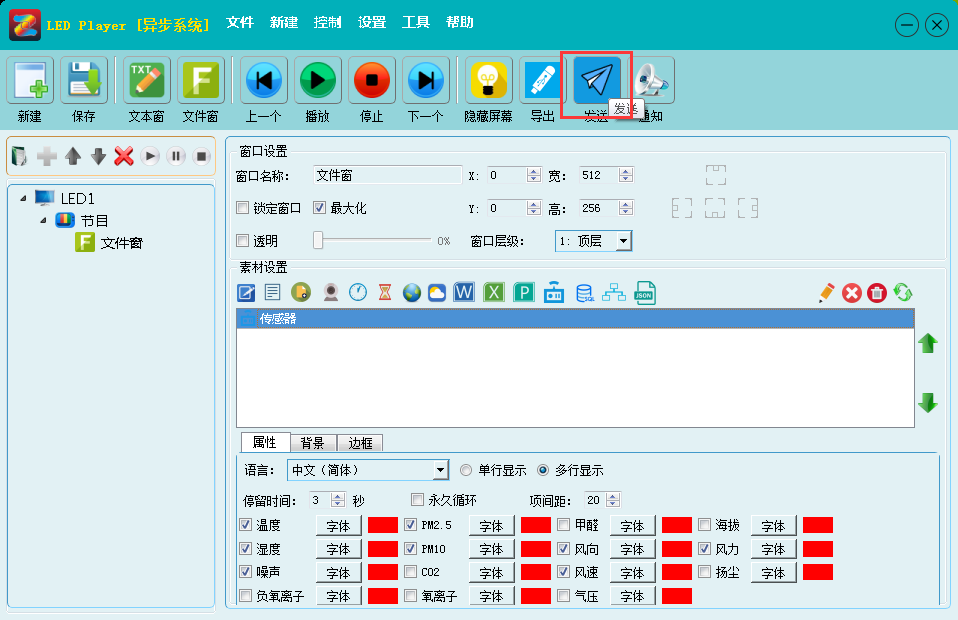 LED Player [异步系统] 文件 新建 控制 设置 工具 帮助
TXT F
新建 保存 文本窗 文件窗 上一个 播放 停止 下一个 隐藏屏幕 导出 发送 通知
发送
LED1
节目
F 文件窗
窗口设置
窗口名称: 文件窗 X: 0 宽: 512
锁定窗口 最大化 Y: 0 高: 256
透明 0% 窗口层级: 1: 顶层
素材设置
W X P SQL JSON
传感器
属性 背景 边框
语言: 中文（简体） 单行显示 多行显示
停留时间: 3 秒 永久循环 项间距: 20
温度 字体 PM2.5 字体 甲醛 字体 海拔 字体
湿度 字体 PM10 字体 风向 字体 风力 字体
噪声 字体 CO2 字体 风速 字体 扬尘 字体
负氧离子 字体 氧离子 字体 气压 字体